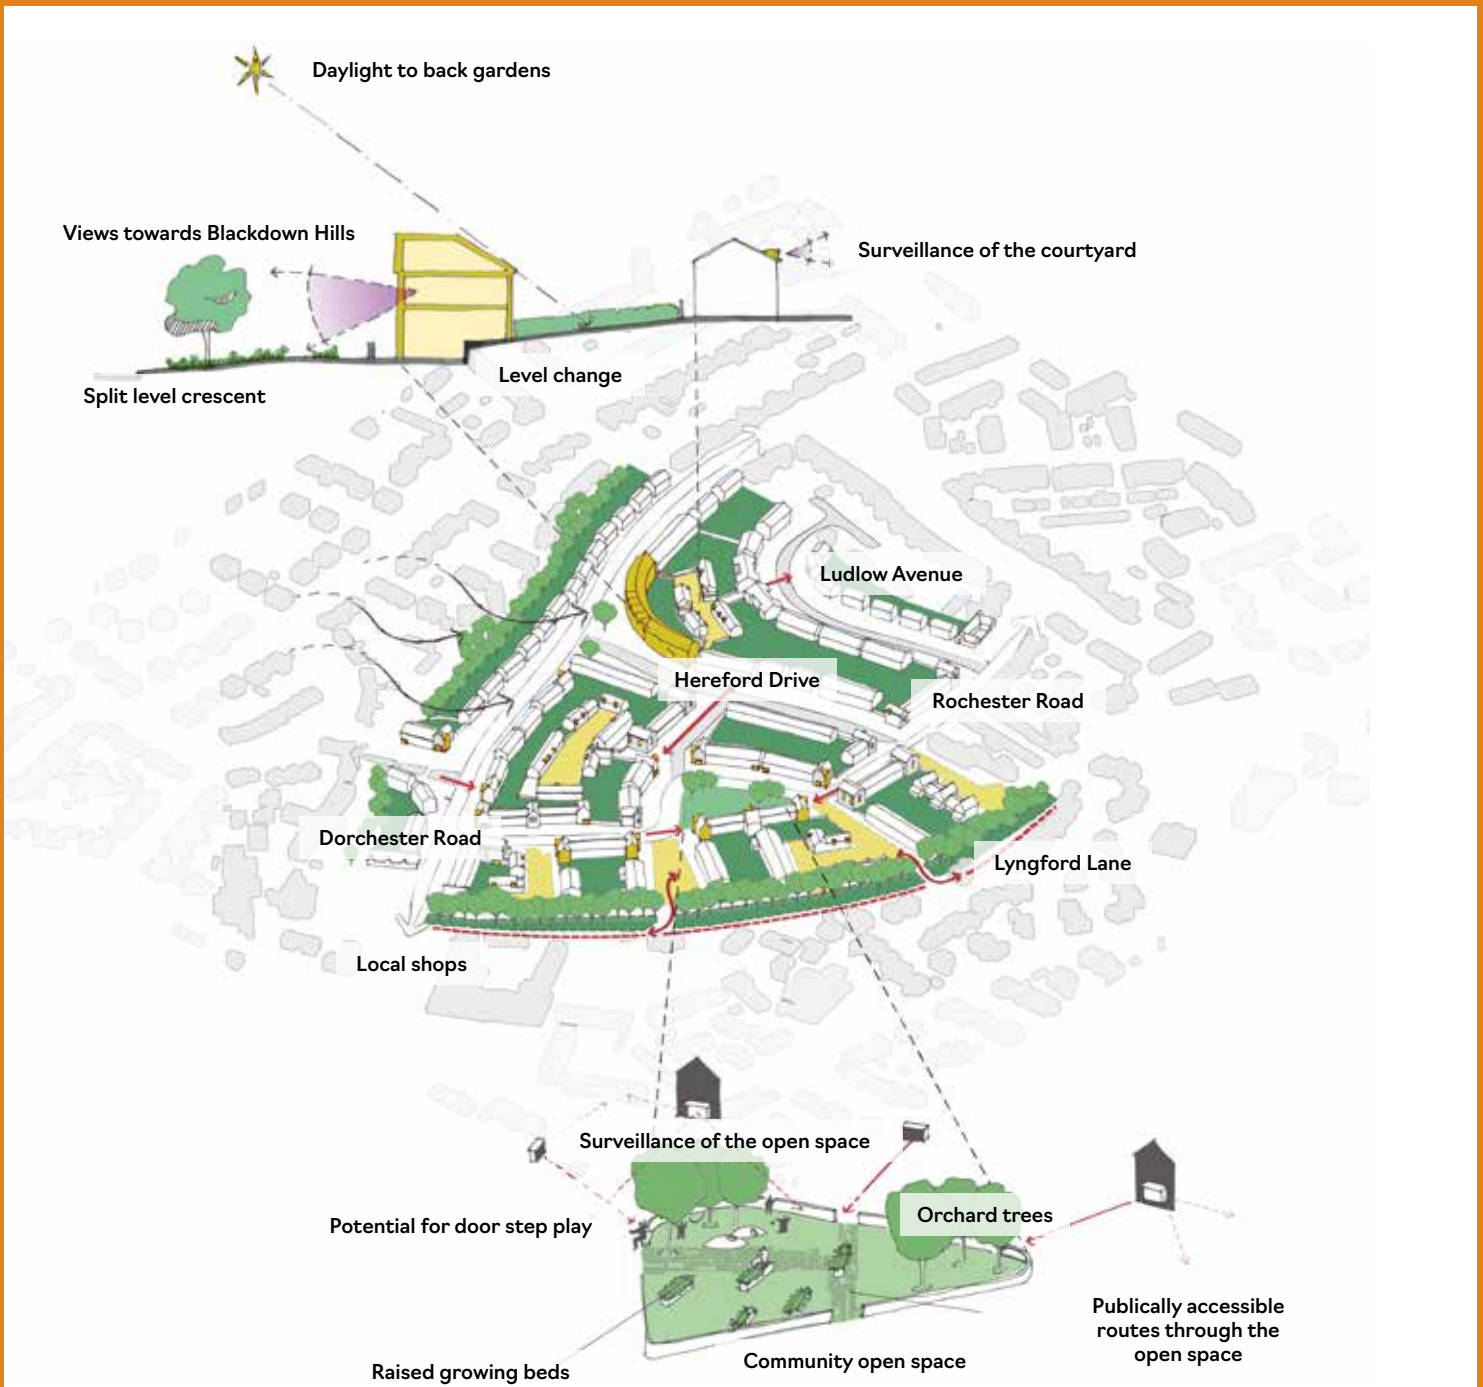 Daylight to back gardens
Views towards Blackdown Hills
Surveillance of the courtyard
Level change
Split level crescent
Ludlow Avenue
Hereford Drive
Rochester Road
Dorchester Road
Lyngford Lane
Local shops
Surveillance of the open space
Potential for door step play
Orchard trees
Publically accessible
routes through the
open space
Community open space
Raised growing beds